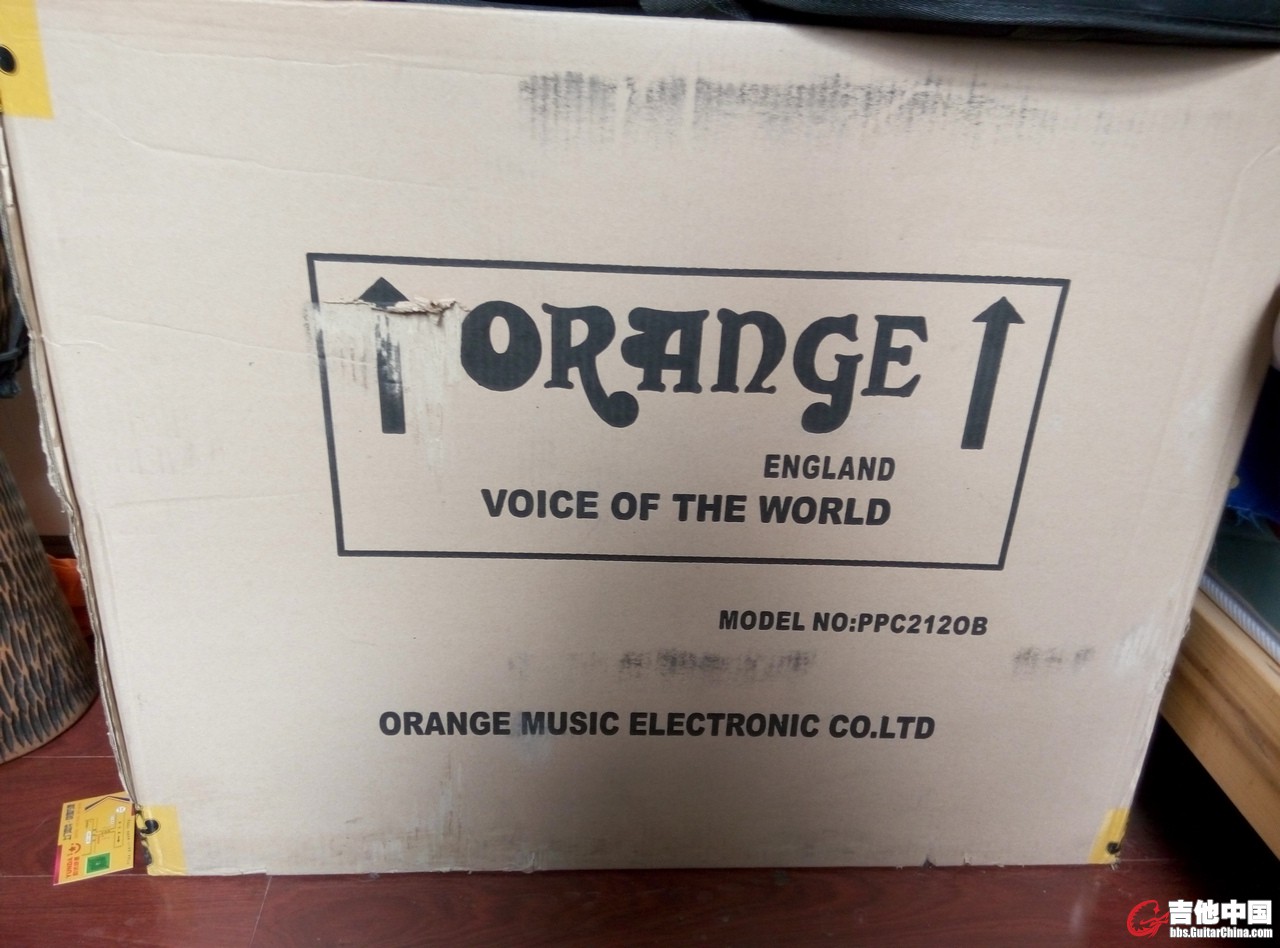 ORANGE
ENGLAND
VOICE OF THE WORLD
MODEL NO:PPC212OB
ORANGE MUSIC ELECTRONIC CO.LTD
吉他中国
bbs.GuitarChina.com